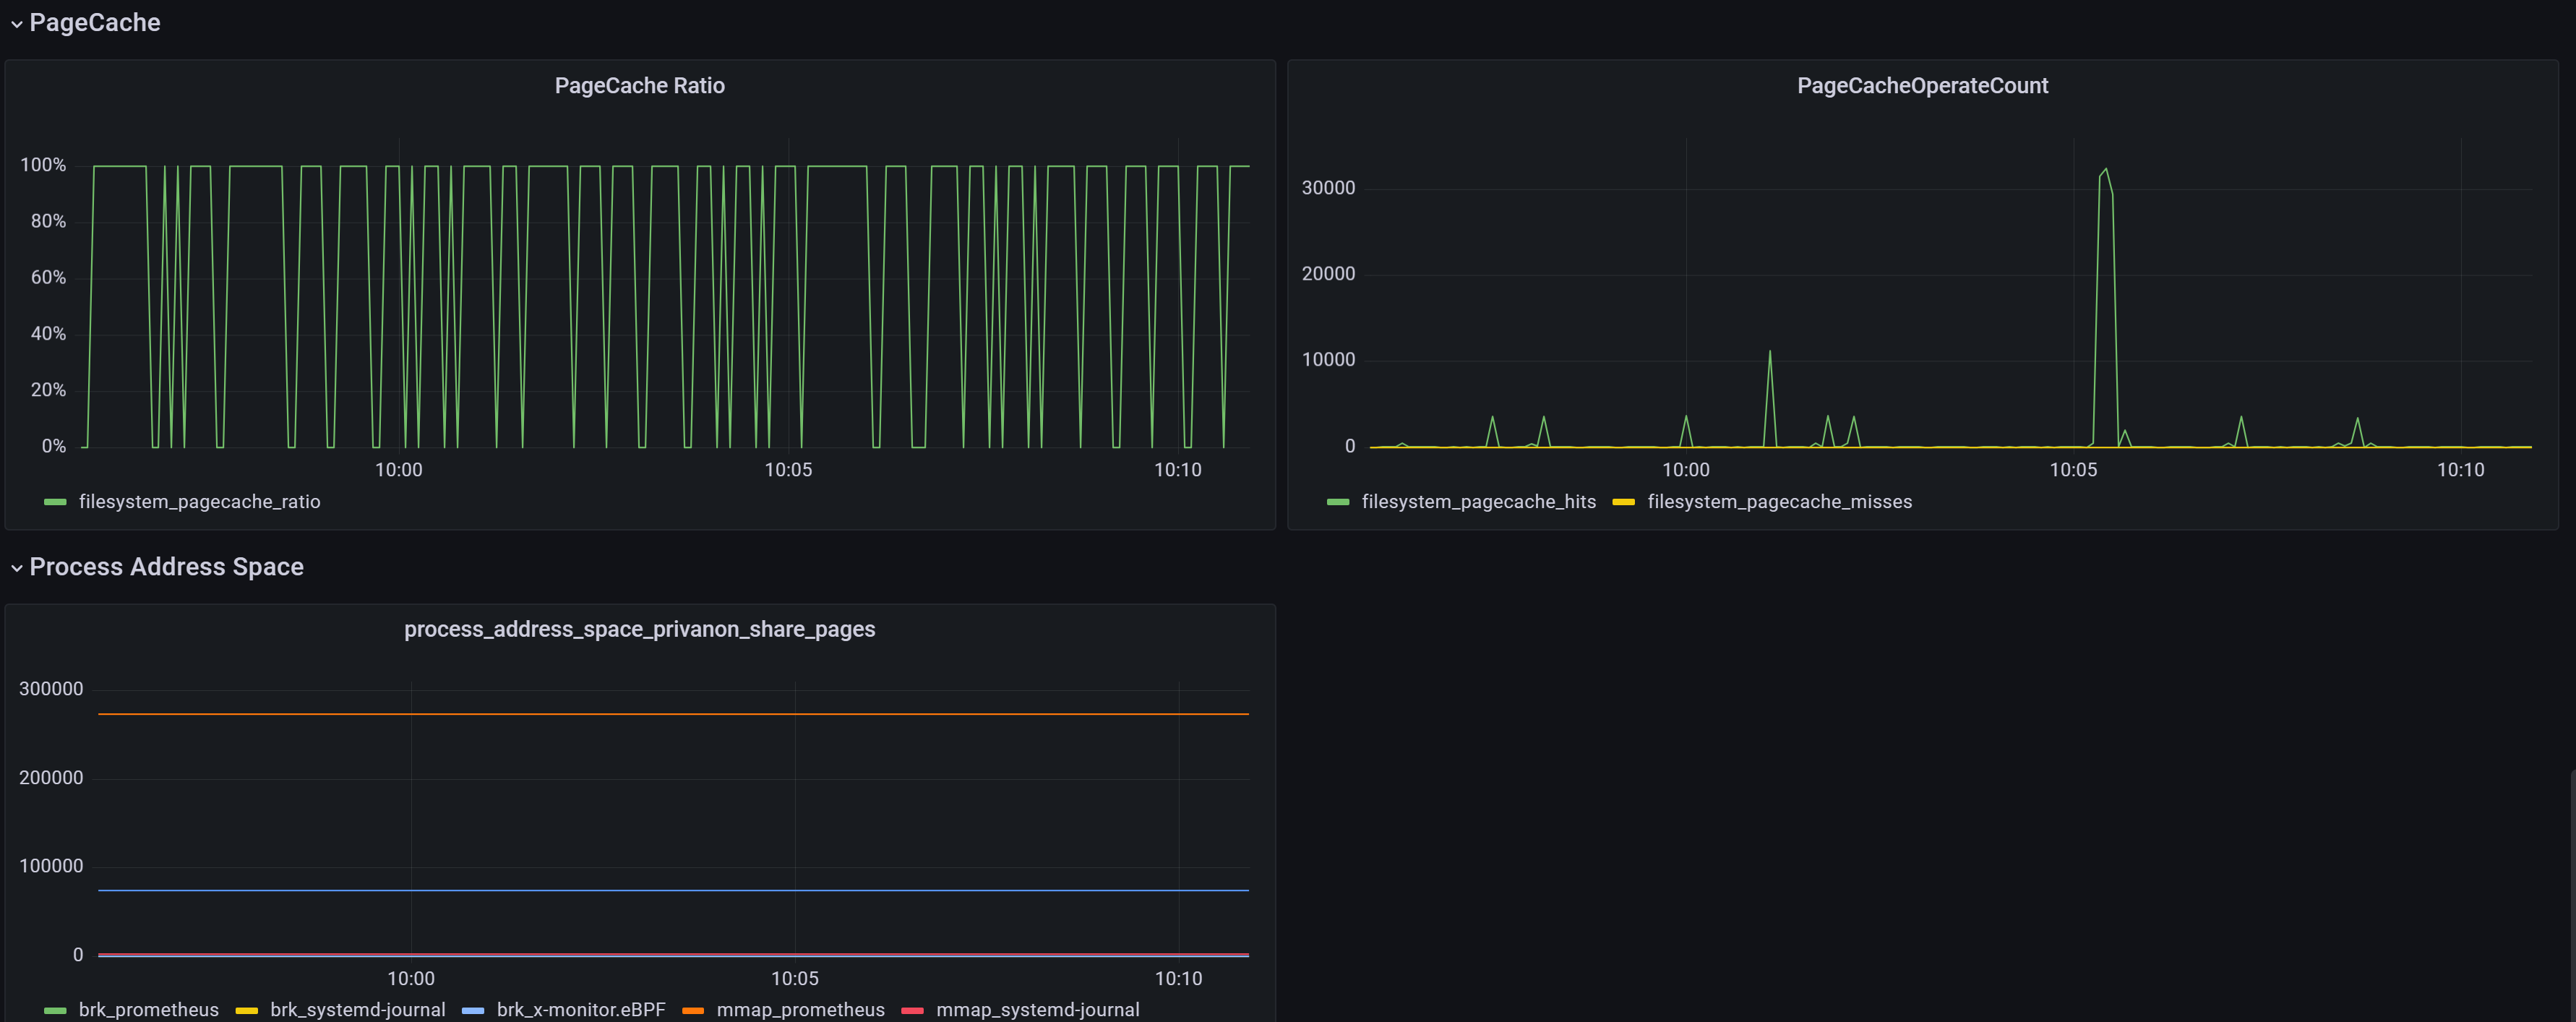 PageCache
PageCache Ratio
100%
80%
60%
40%
20%
0%
10:00 10:05 10:10
filesystem_pagecache_ratio
PageCacheOperateCount
30000
20000
10000
0
10:00 10:05 10:10
filesystem_pagecache_hits filesystem_pagecache_misses
Process Address Space
process_address_space_privanon_share_pages
300000
200000
100000
0
10:00 10:05 10:10
brk_prometheus brk_systemd-journal brk_x-monitor.eBPF mmap_prometheus mmap_systemd-journal